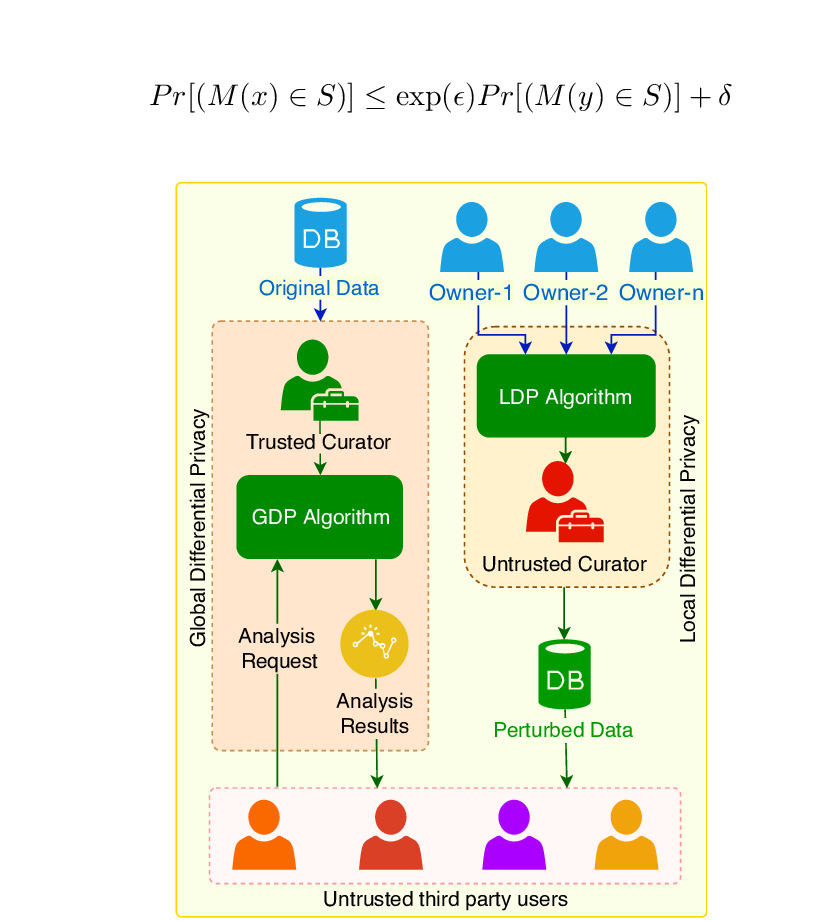 Pr[(M(x) ∈ S)] ≤ exp(ϵ)Pr[(M(y) ∈ S)] + δ
DB
Original Data
Owner-1 Owner-2 Owner-n
Global Differential Privacy
Trusted Curator
GDP Algorithm
Analysis
Request
Analysis
Results
LDP Algorithm
Untrusted Curator
Local Differential Privacy
DB
Perturbed Data
Untrusted third party users